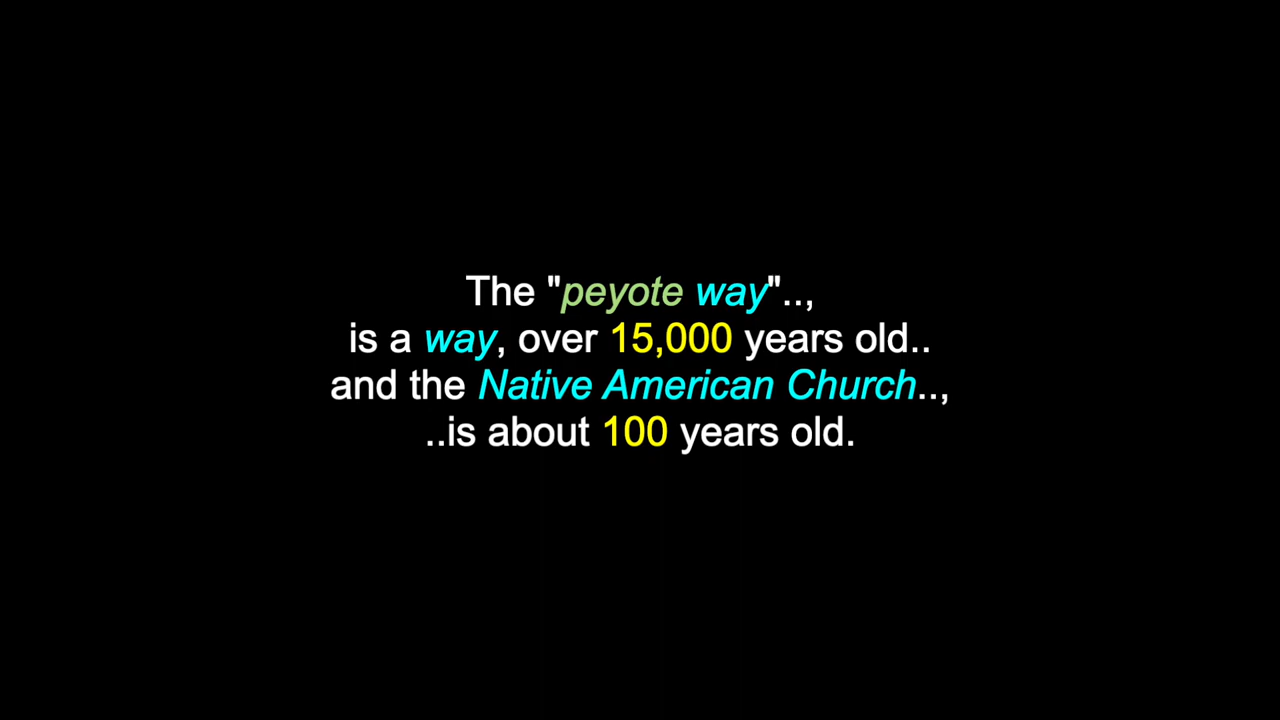 The "peyote way"..,
is a way, over 15,000 years old..
and the Native American Church..,
..is about 100 years old.